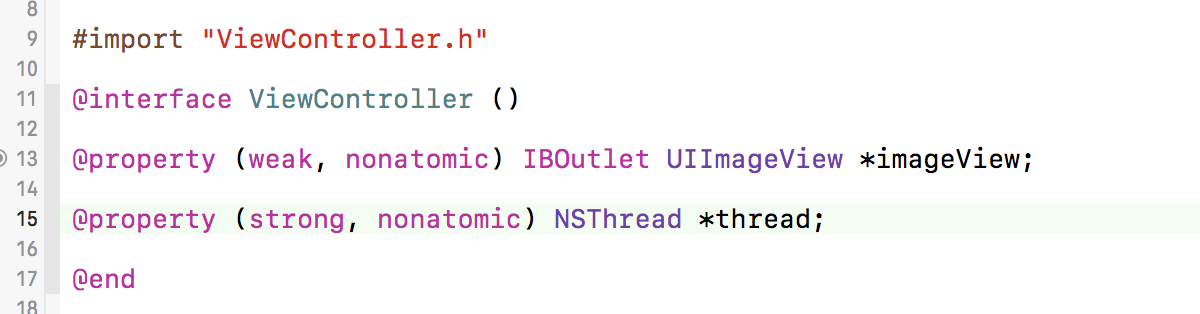 8
9 #import "ViewController.h"
10
11 @interface ViewController ()
12
13 @property (weak, nonatomic) IBOutlet UIImageView *imageView;
14
15 @property (strong, nonatomic) NSThread *thread;
16
17 @end
18